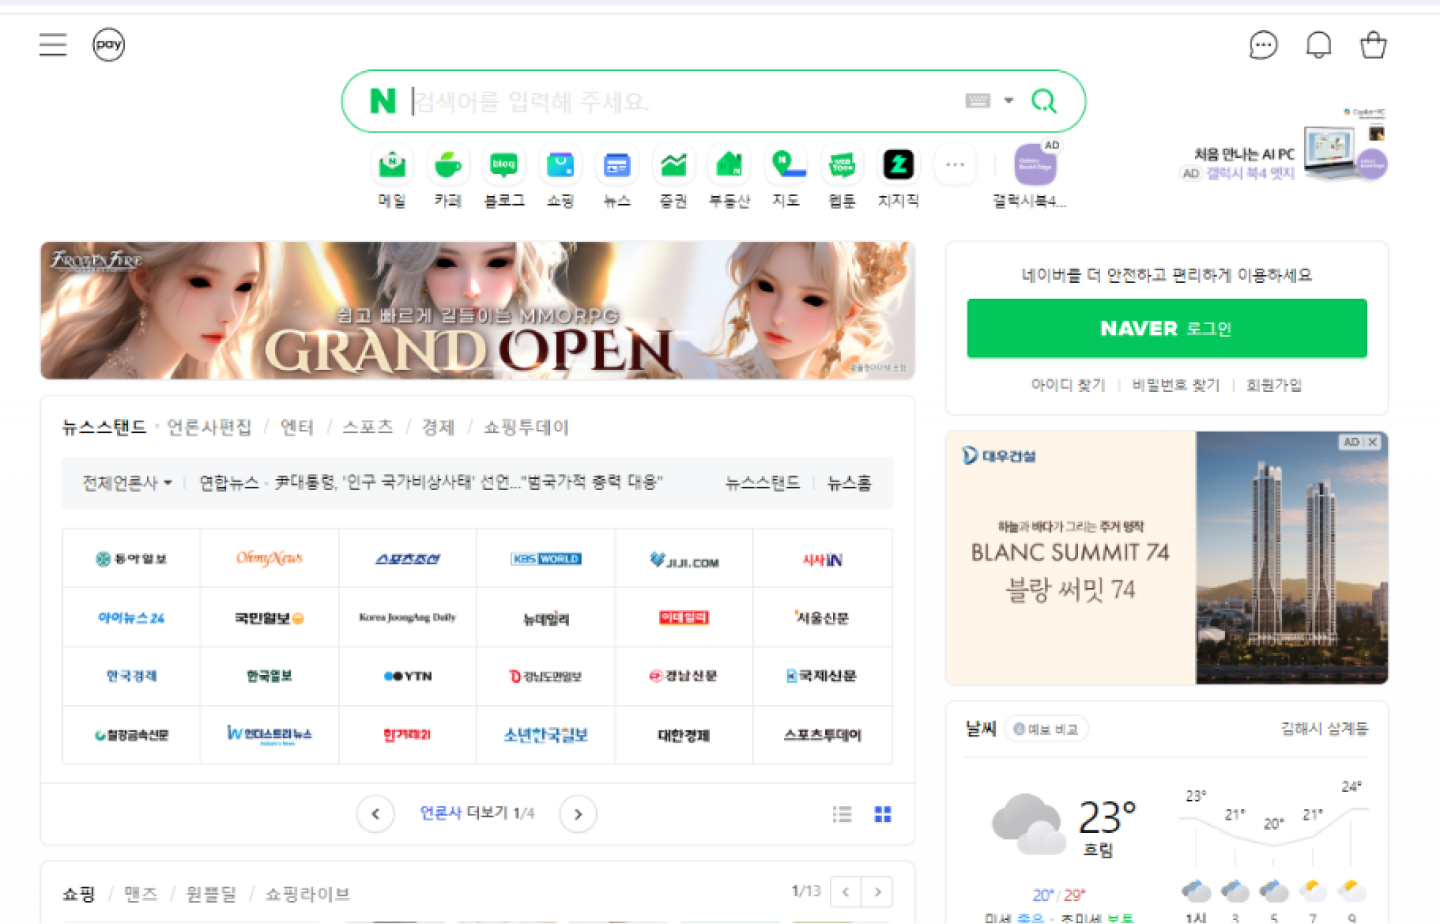 pay
N 검색어를 입력해 주세요.
메일
카페
blog
블로그
쇼핑
뉴스
증권
부동산
지도
웹툰
치지직
AD
갤럭시북4...
처음 만나는 AI PC
AD 갤럭시 북4 엣지
FROZEN FIRE
쉽고 빠르게 길들이는 MMORPG
GRAND OPEN
네이버를 더 안전하고 편리하게 이용하세요
NAVER 로그인
아이디 찾기 | 비밀번호 찾기 | 회원가입
뉴스스탠드 · 언론사편집 / 엔터 / 스포츠 / 경제 / 쇼핑투데이
전체언론사 | 연합뉴스 · 尹대통령, '인구 국가비상사태' 선언..."범국가적 총력 대응" 뉴스스탠드 | 뉴스홈
동아일보 OhmyNews 스포츠조선 KBS WORLD JIJI.COM 시사IN
아이뉴스24 국민일보 Korea JoongAng Daily 뉴데일리 이데일리 서울신문
한국경제 한국일보 YTN 경남도민일보 경남신문 국제신문
철강금속신문 인더스트리뉴스 한겨레21 소년한국일보 대한경제 스포츠투데이
Industry News
언론사 더보기 1/4
AD
대우건설
하늘과 바다가 그리는 주거 명작
BLANC SUMMIT 74
블랑 써밋 74
날씨 예보 비교 김해시 삼계동
23°
흐림
20° / 29°
미세 좋음 · 초미세 보통
23° 21° 20° 21° 24°
1시 3 5 7 9
쇼핑 / 맨즈 / 원쁠딜 / 쇼핑라이브 1/13